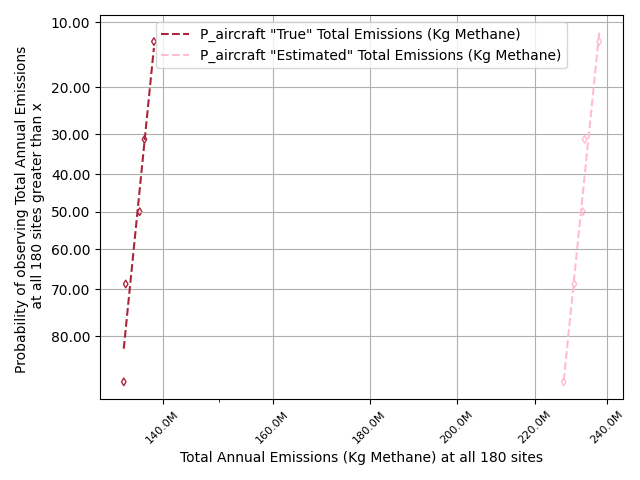 P_aircraft "True" Total Emissions (Kg Methane)
P_aircraft "Estimated" Total Emissions (Kg Methane)
Probability of observing Total Annual Emissions
at all 180 sites greater than x
10.00
20.00
30.00
40.00
50.00
60.00
70.00
80.00
140.0M
160.0M
180.0M
200.0M
220.0M
240.0M
Total Annual Emissions (Kg Methane) at all 180 sites